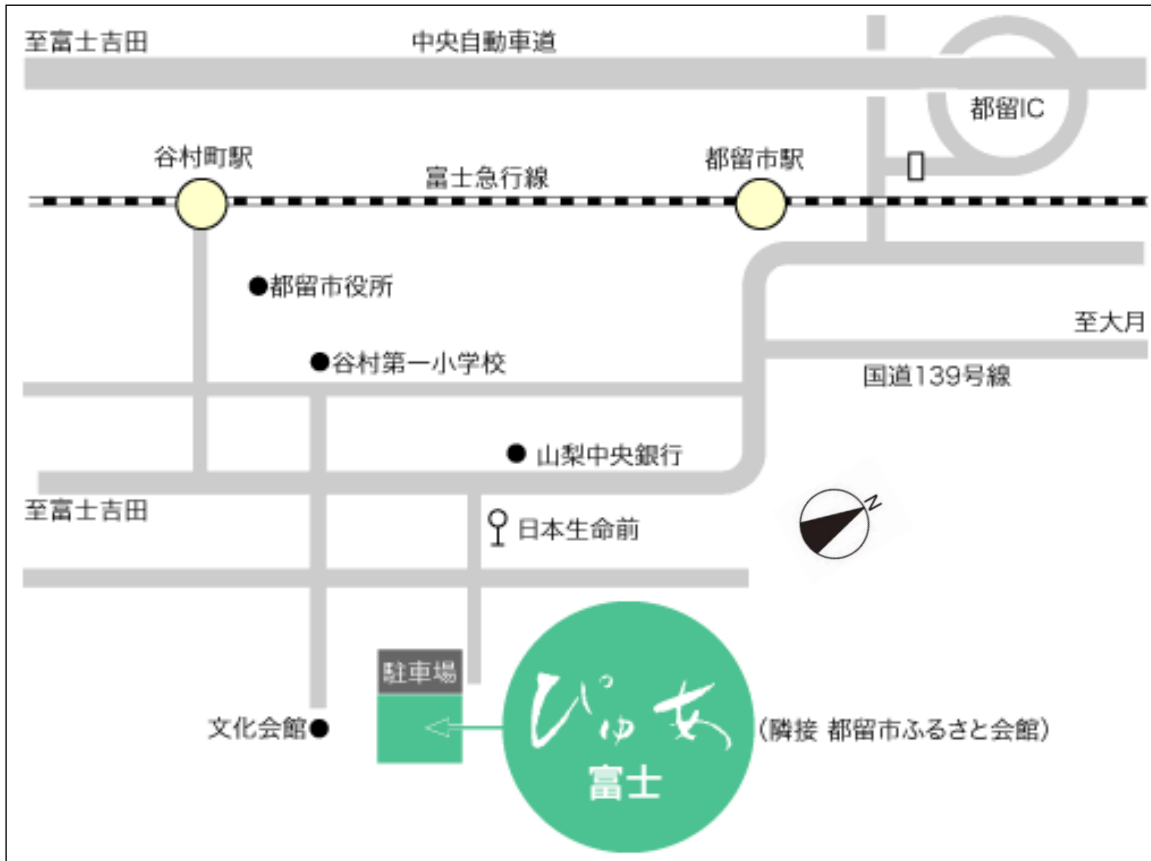 至富士吉田
中央自動車道
都留IC
谷村町駅
都留市駅
富士急行線
都留市役所
至大月
谷村第一小学校
国道139号線
山梨中央銀行
至富士吉田
N
日本生命前
駐車場
ぴゅあ
富士
文化会館
(隣接 都留市ふるさと会館)